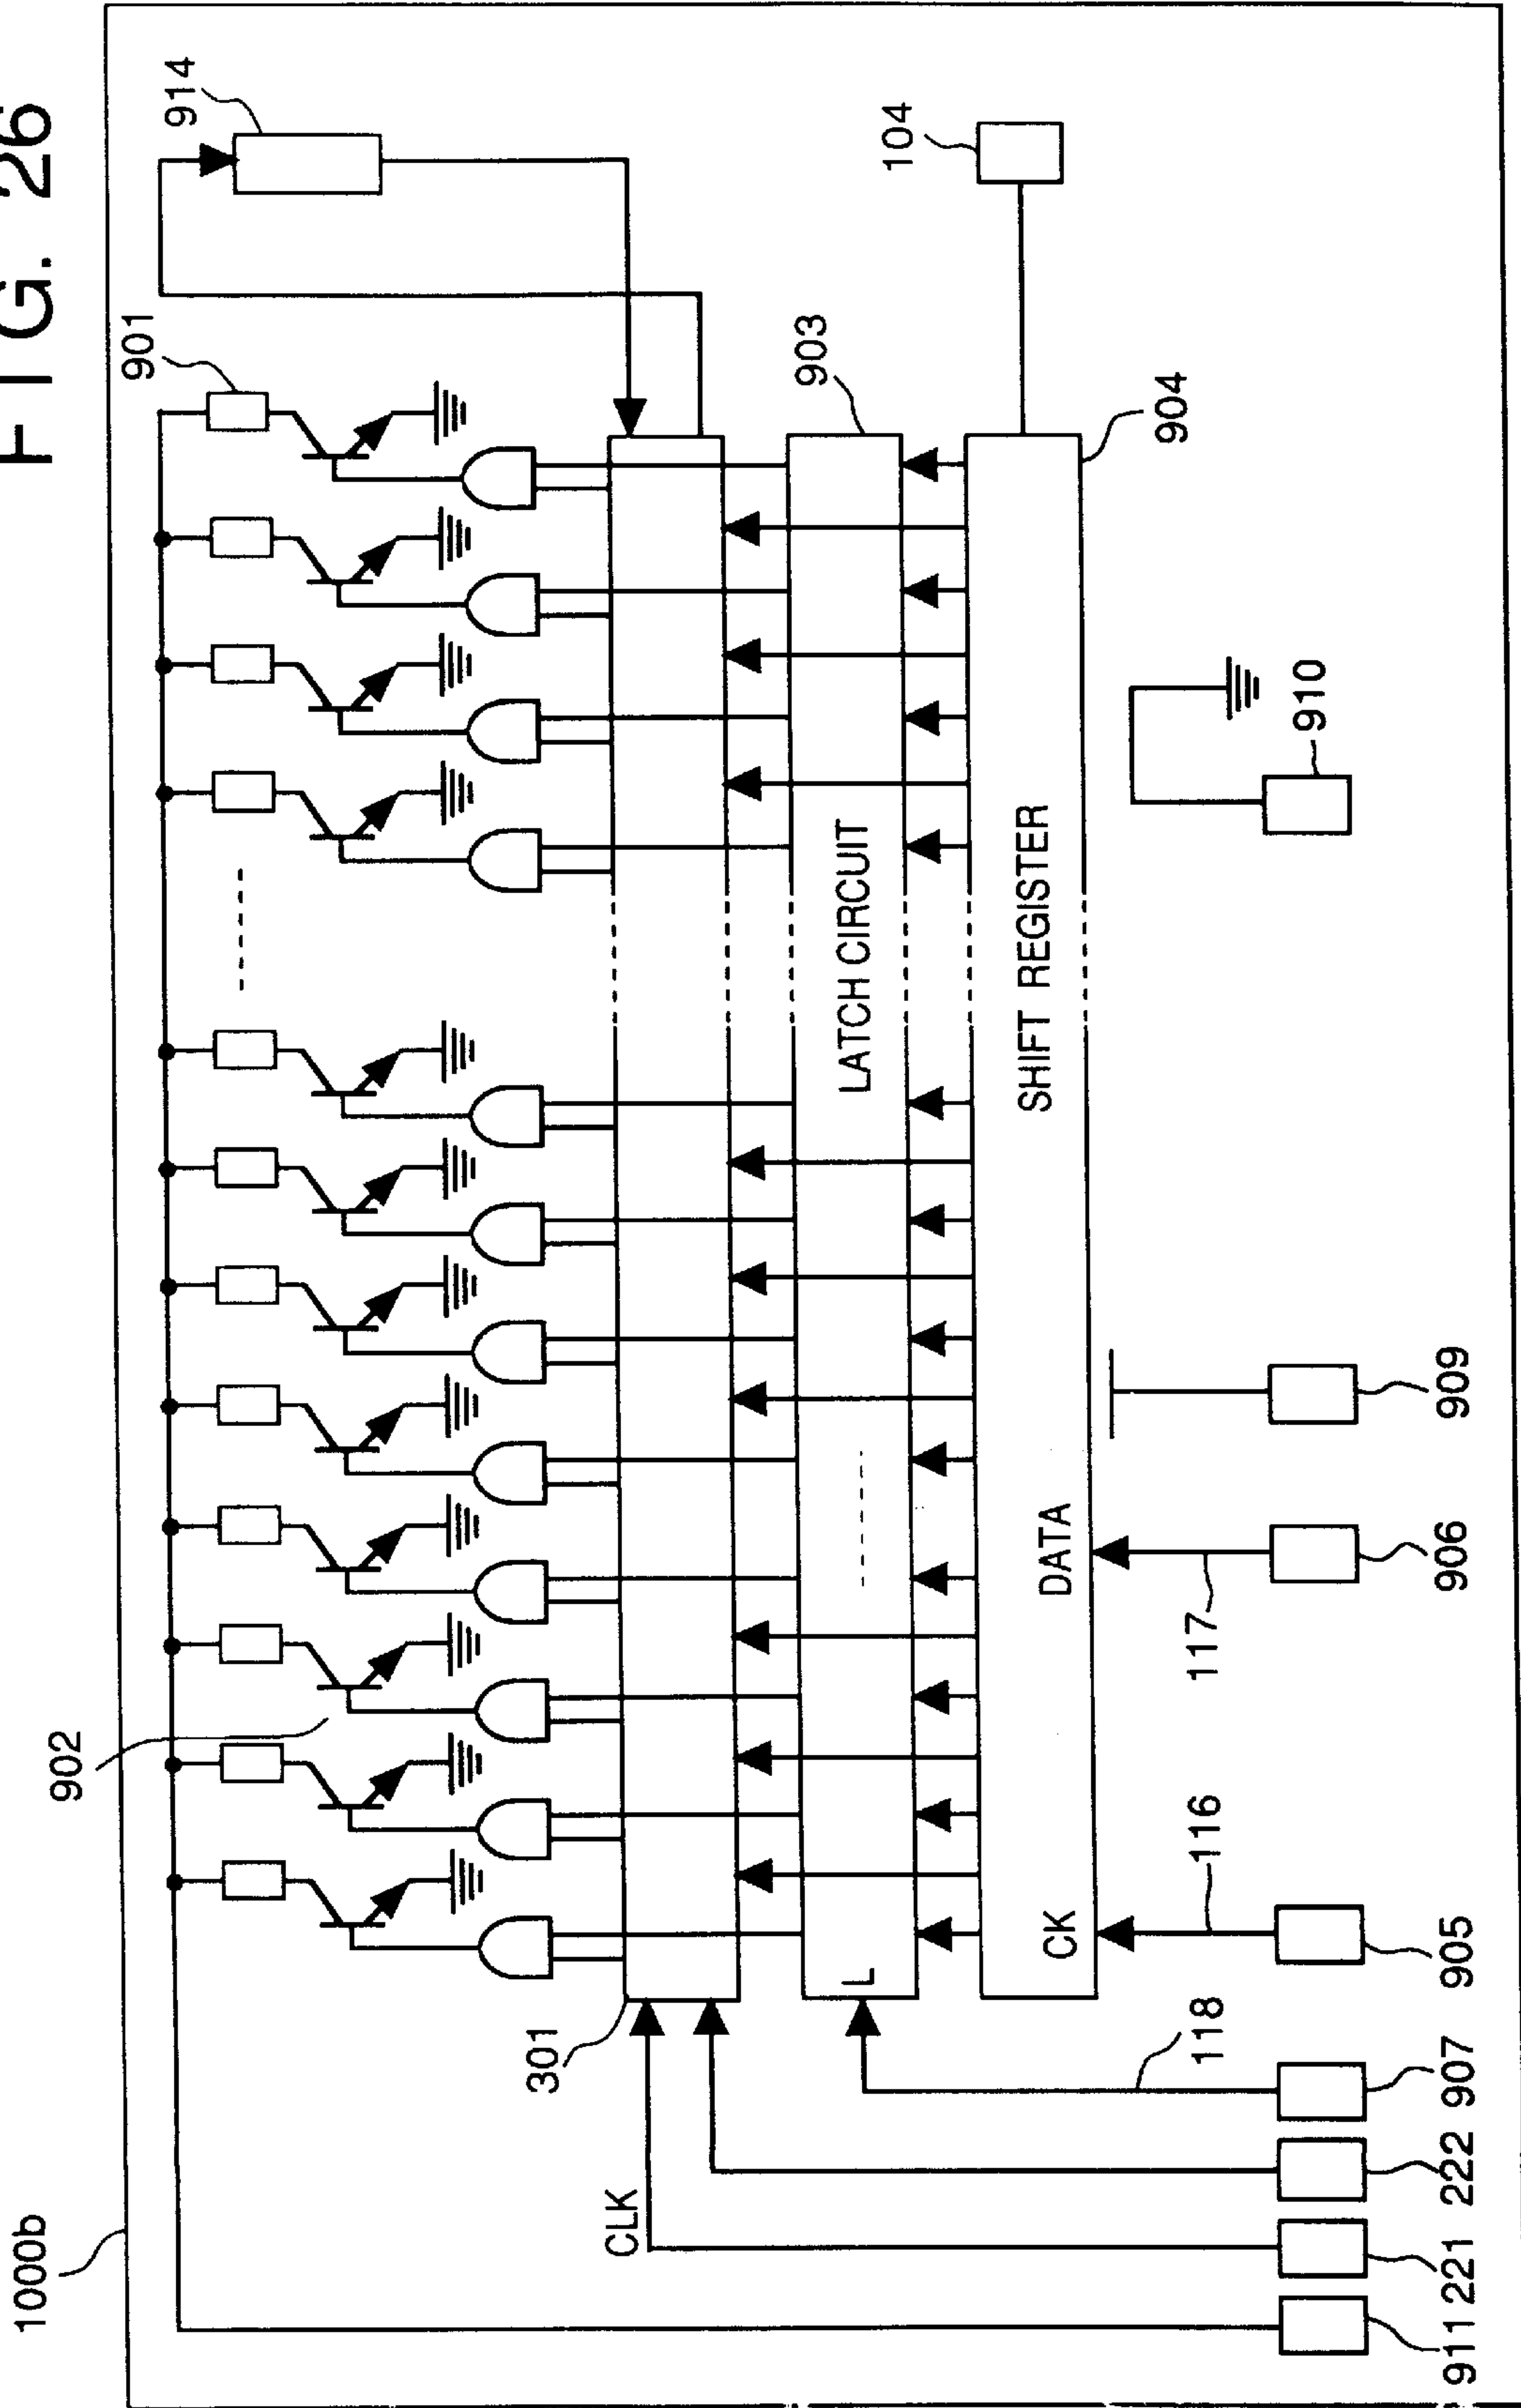 FIG. 26
1000b
902
901
914
301
CLK
903
104
L
LATCH CIRCUIT
SHIFT REGISTER
904
CK
DATA
118
116
117
910
911
221
222
907
905
906
909